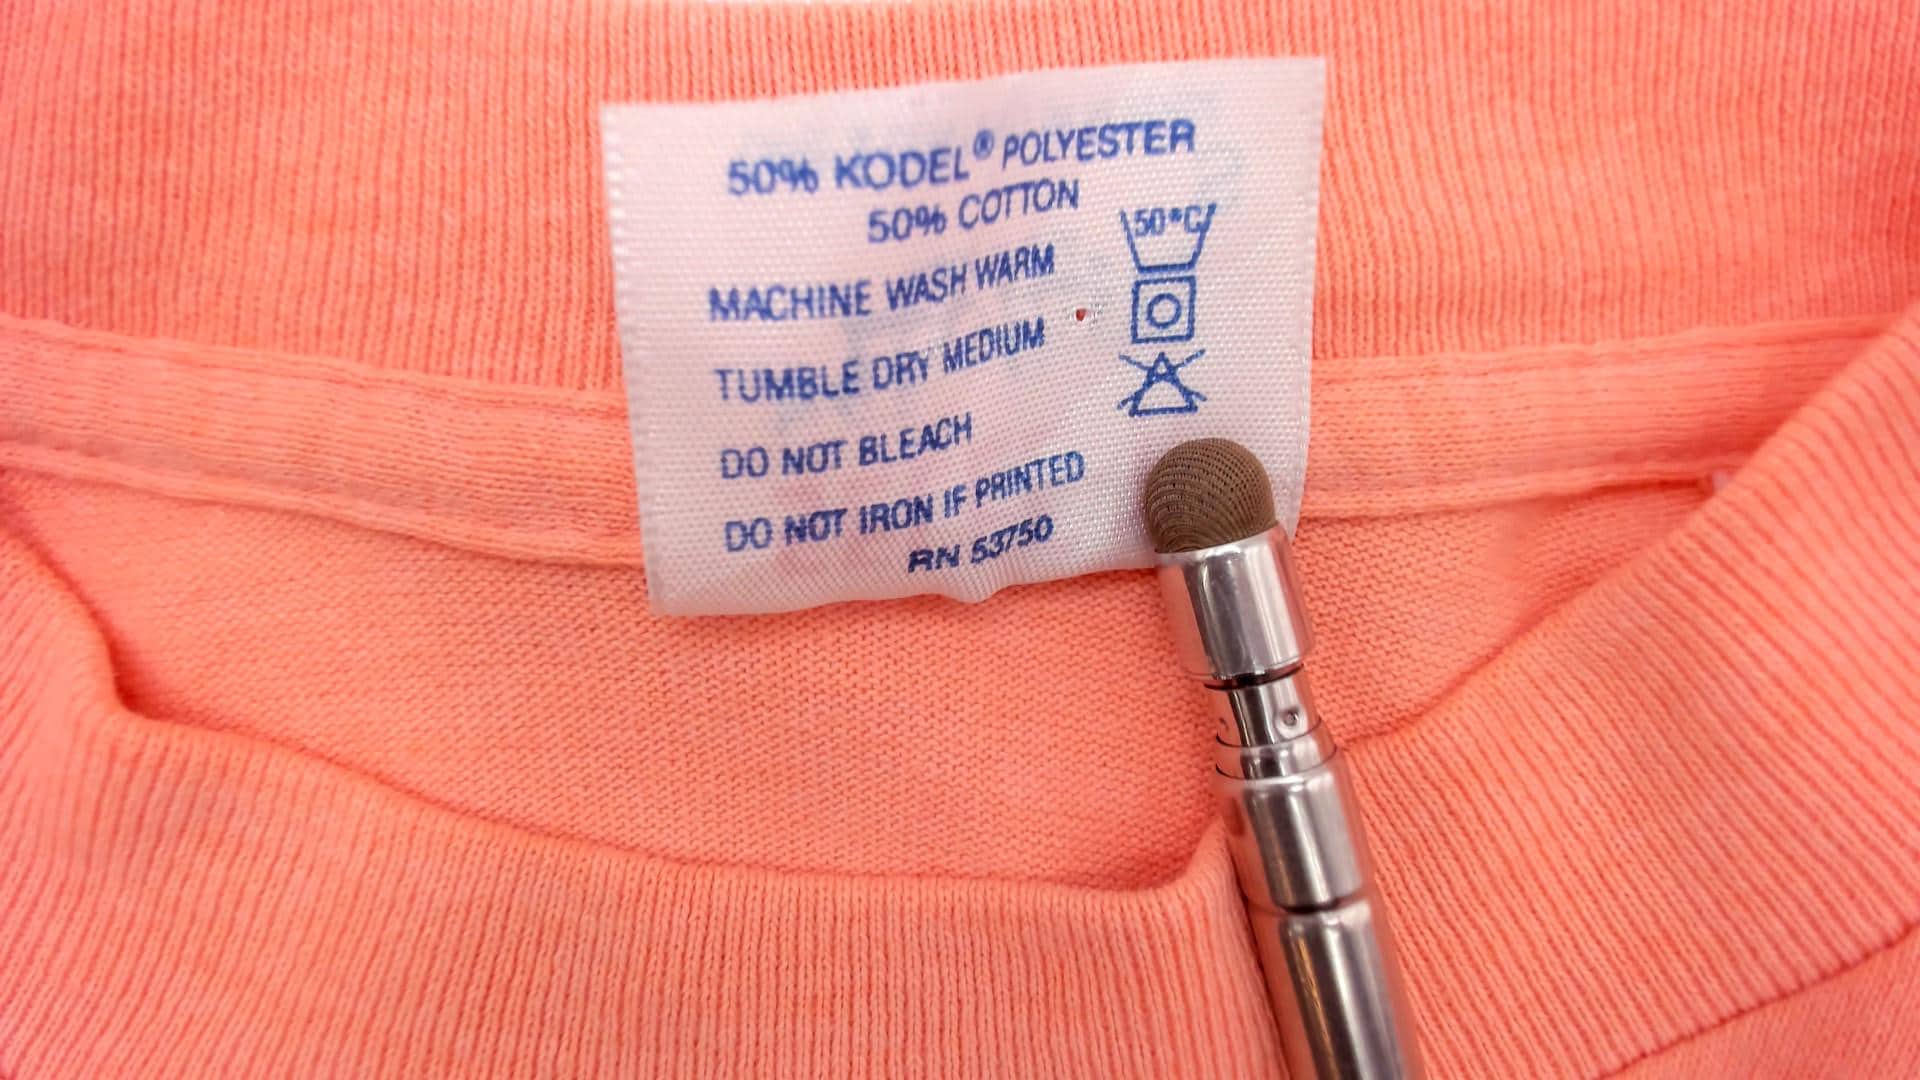 50% KODEL® POLYESTER
50% COTTON
MACHINE WASH WARM
50°C
TUMBLE DRY MEDIUM
DO NOT BLEACH
DO NOT IRON IF PRINTED
RN 53750